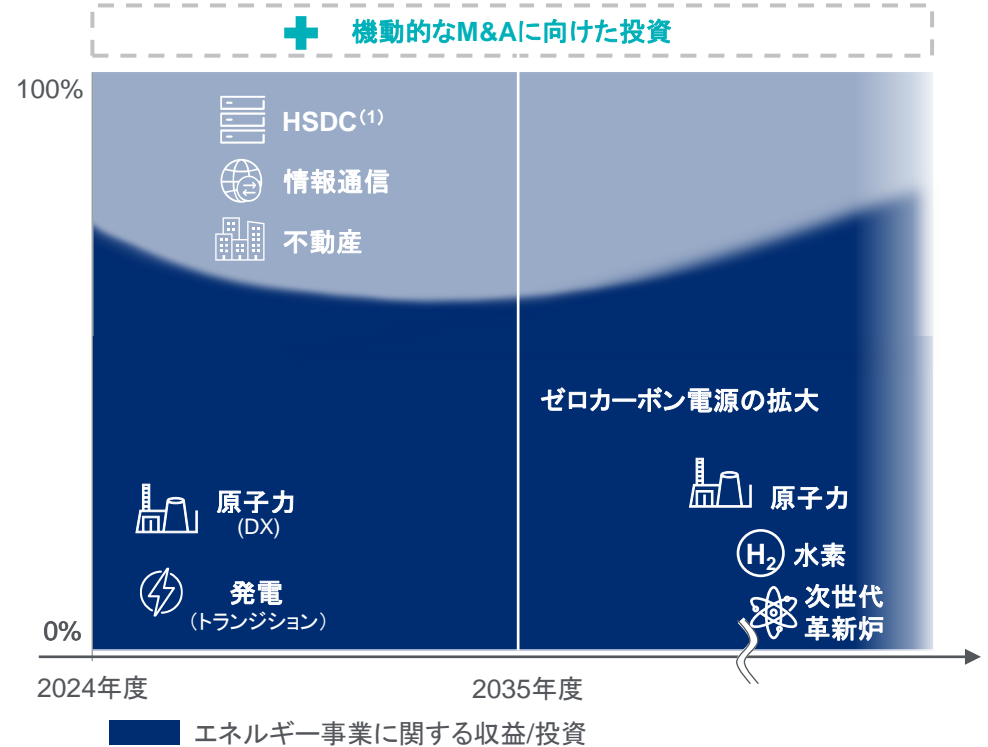 機動的なM&Aに向けた投資
100%
HSDC（1）
情報通信
不動産
ゼロカーボン電源の拡大
原子力
(DX)
原子力
H2
水素
発電
（トランジション）
次世代
革新炉
0%
2024年度
2035年度
エネルギー事業に関する収益/投資